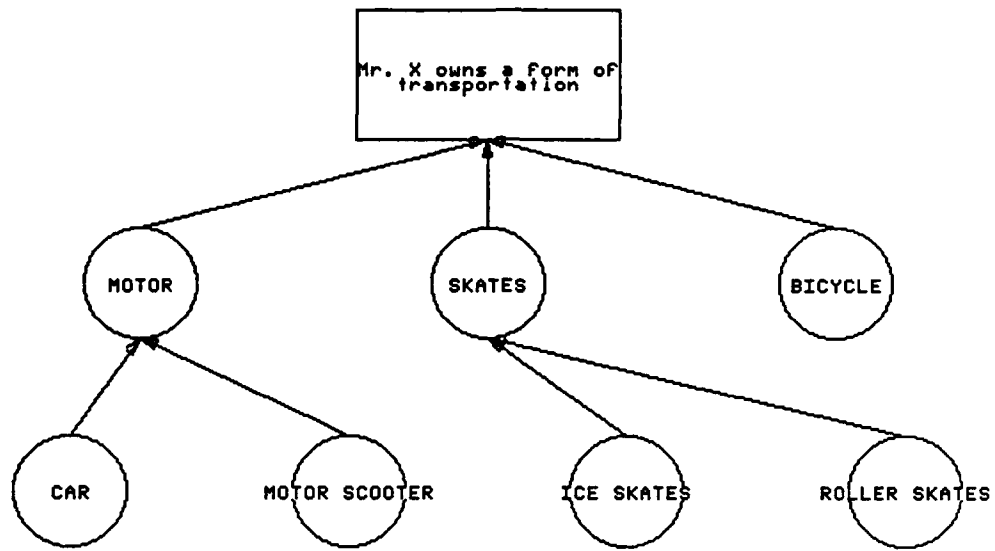 Mr. X owns a form of
transportation
MOTOR
SKATES
BICYCLE
CAR
MOTOR SCOOTER
ICE SKATES
ROLLER SKATES